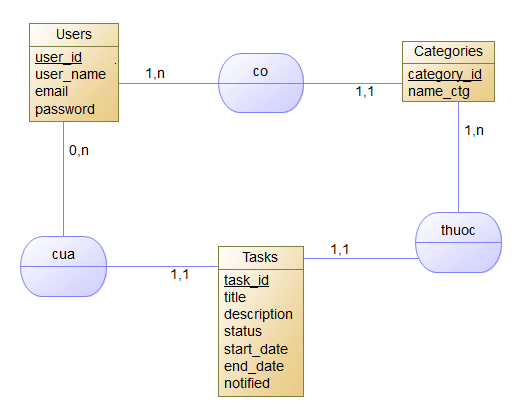 Users
user_id
user_name
email
password
1,n
co
1,1
Categories
category_id
name_ctg
0,n
1,n
cua
1,1
Tasks
task_id
title
description
status
start_date
end_date
notified
1,1
thuoc